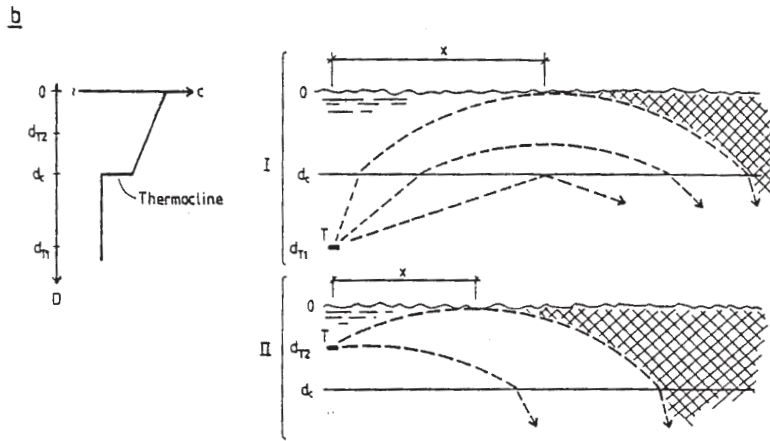 b
0
c
d_T2
d_c
Thermocline
d_T1
D
I
x
0
d_c
T
d_T1
II
x
0
T
d_T2
d_c